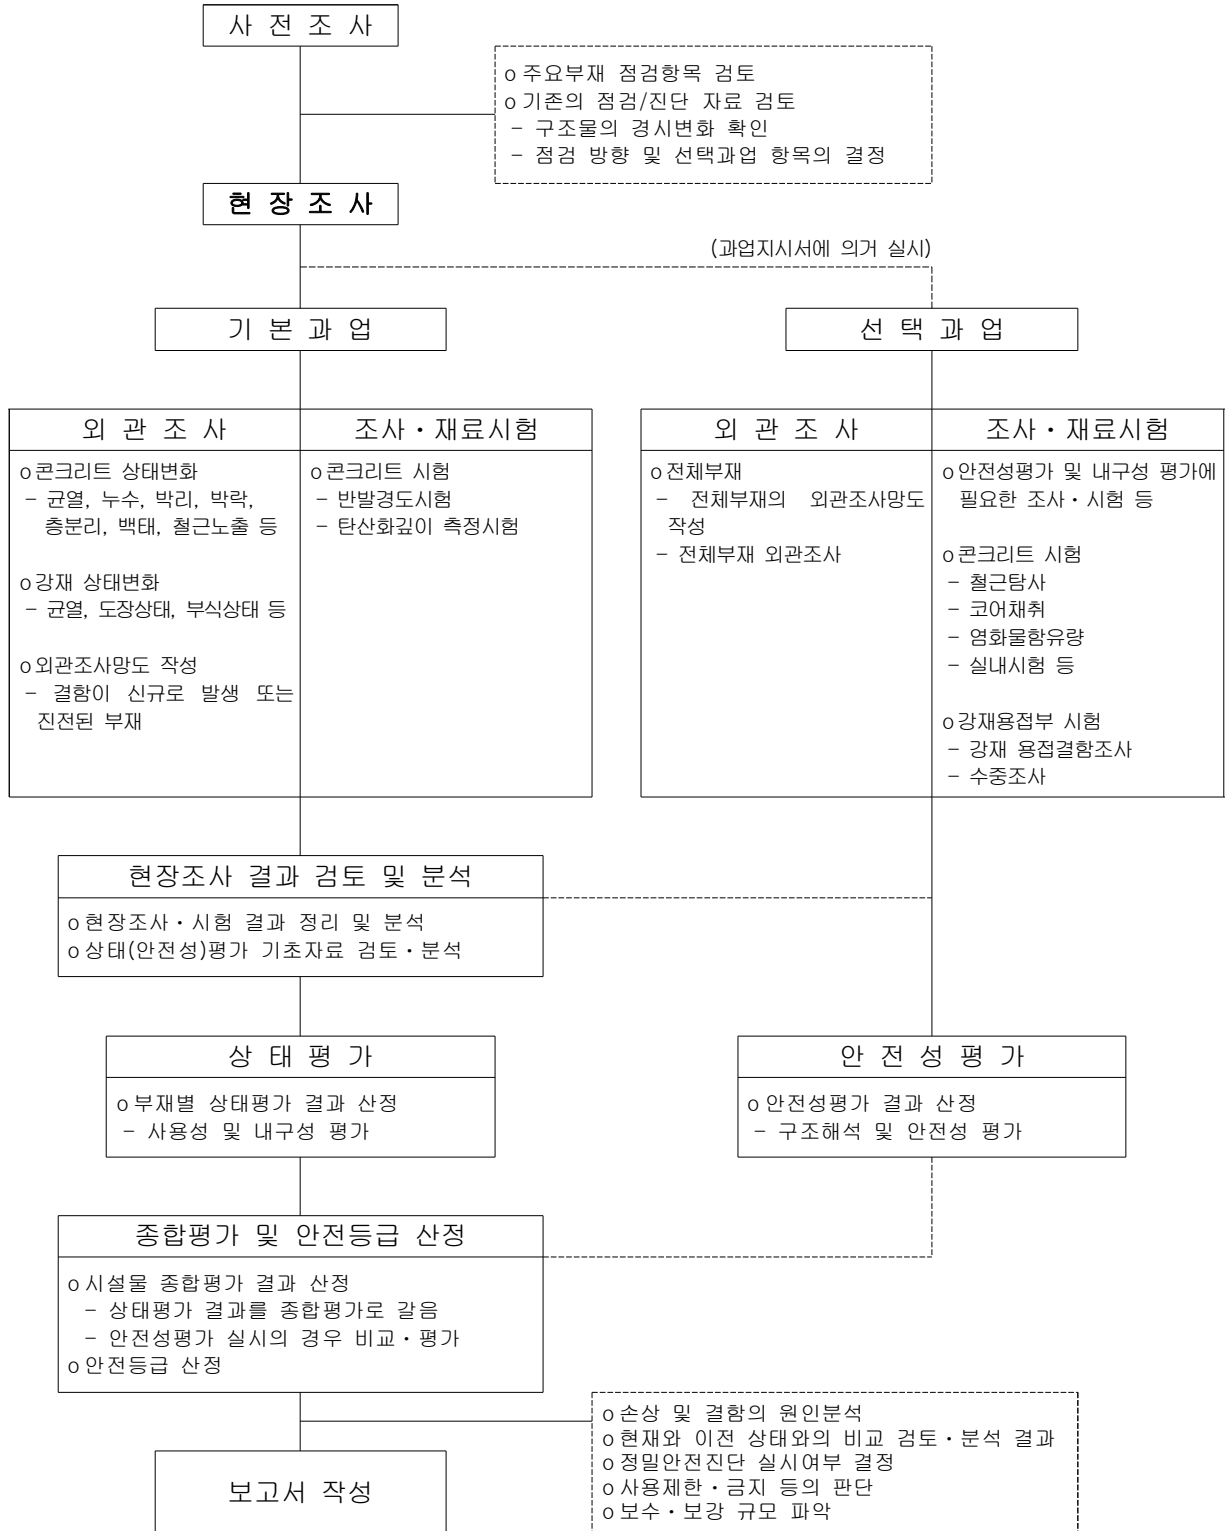 사 전 조 사
o 주요부재 점검항목 검토
o 기존의 점검/진단 자료 검토
- 구조물의 경시변화 확인
- 점검 방향 및 선택과업 항목의 결정
현 장 조 사
(과업지시서에 의거 실시)
기 본 과 업
선 택 과 업
외 관 조 사
o 콘크리트 상태변화
- 균열, 누수, 박리, 박락,
층분리, 백태, 철근노출 등
o 강재 상태변화
- 균열, 도장상태, 부식상태 등
o 외관조사망도 작성
- 결함이 신규로 발생 또는
진전된 부재
조사・재료시험
o 콘크리트 시험
- 반발경도시험
- 탄산화깊이 측정시험
외 관 조 사
o 전체부재
- 전체부재의 외관조사망도
작성
- 전체부재 외관조사
조사・재료시험
o 안전성평가 및 내구성 평가에
필요한 조사・시험 등
o 콘크리트 시험
- 철근탐사
- 코어채취
- 염화물함유량
- 실내시험 등
o 강재용접부 시험
- 강재 용접결함조사
- 수중조사
현장조사 결과 검토 및 분석
o 현장조사・시험 결과 정리 및 분석
o 상태(안전성)평가 기초자료 검토・분석
상 태 평 가
o 부재별 상태평가 결과 산정
- 사용성 및 내구성 평가
안 전 성 평 가
o 안전성평가 결과 산정
- 구조해석 및 안전성 평가
종합평가 및 안전등급 산정
o 시설물 종합평가 결과 산정
- 상태평가 결과를 종합평가로 갈음
- 안전성평가 실시의 경우 비교・평가
o 안전등급 산정
o 손상 및 결함의 원인분석
o 현재와 이전 상태와의 비교 검토・분석 결과
o 정밀안전진단 실시여부 결정
o 사용제한・금지 등의 판단
o 보수・보강 규모 파악
보고서 작성